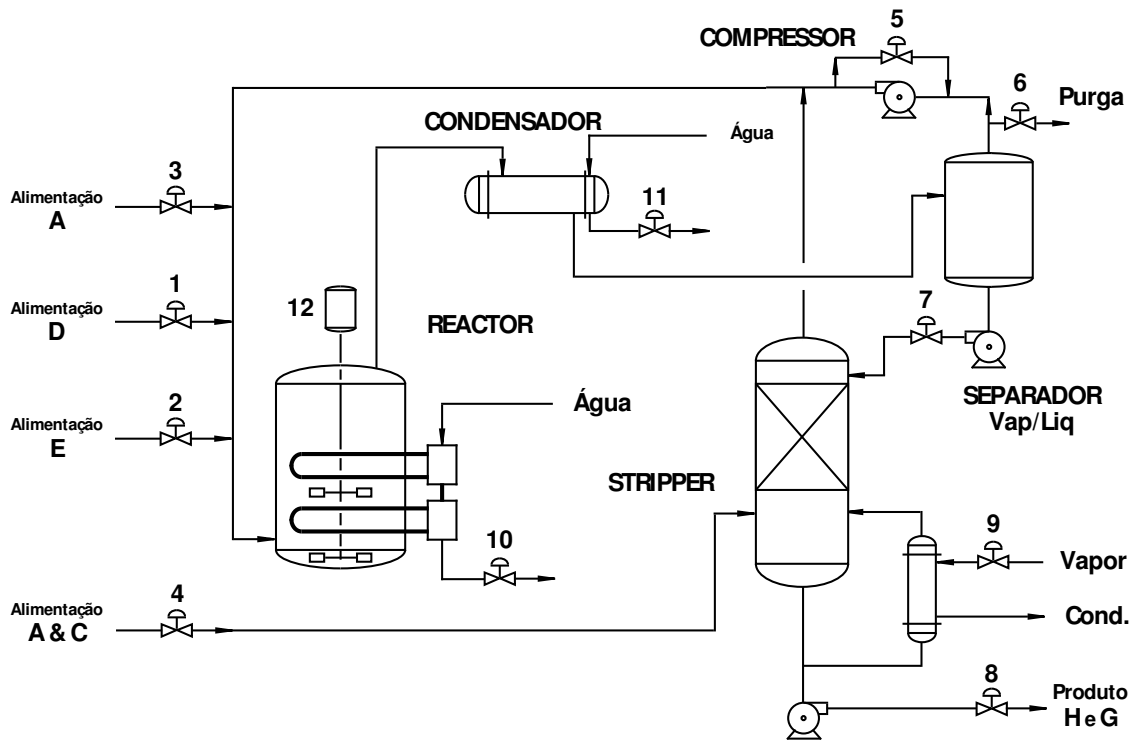 5
COMPRESSOR
6
Purga
CONDENSADOR
Água
3
Alimentação
A
11
1
Alimentação
D
12
REACTOR
7
2
Alimentação
E
Água
SEPARADOR
Vap/Liq
STRIPPER
10
9
Vapor
4
Alimentação
A & C
Cond.
8
Produto
H e G